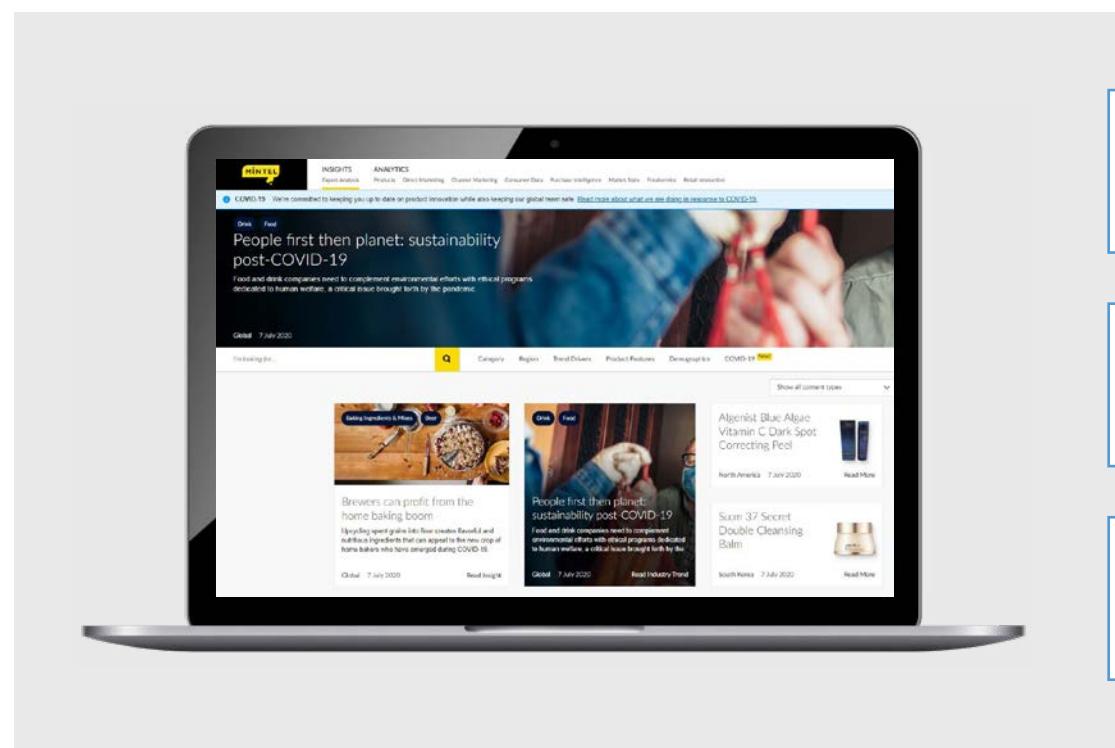 MINTEL
INSIGHTS
ANALYTICS
Expert Analysis
Products Direct Marketing Channel Marketing Consumer Data Purchase Intelligence Market Sizes
COVID-19 We're committed to keeping you up to date on product innovation while also keeping our global team safe. Read more about what we are doing in response to COVID-19.
Drink Food
People first then planet: sustainability
post-COVID-19
Food and drink companies need to complement environmental efforts with ethical programs
dedicated to human welfare, a critical issue brought forth by the pandemic.
Global 7 July 2020
I'm looking for...
Category Region Trend Drivers Product Features Demographics COVID-19 New
Show all content types
Baking Ingredients & Mixes Beer
Brewers can profit from the
home baking boom
Upcycling spent grains into flour creates flavorful and
nutritious ingredients that can appeal to the new crop of
home bakers who have emerged during COVID-19.
Global 7 July 2020 Read Insight
Drink Food
People first then planet:
sustainability post-COVID-19
Food and drink companies need to complement
environmental efforts with ethical programs dedicated
to human welfare, a critical issue brought forth by the
Global 7 July 2020 Read Industry Trend
Algenist Blue Algae
Vitamin C Dark Spot
Correcting Peel
North America 7 July 2020 Read More
Suum 37 Secret
Double Cleansing
Balm
South Korea 7 July 2020 Read More